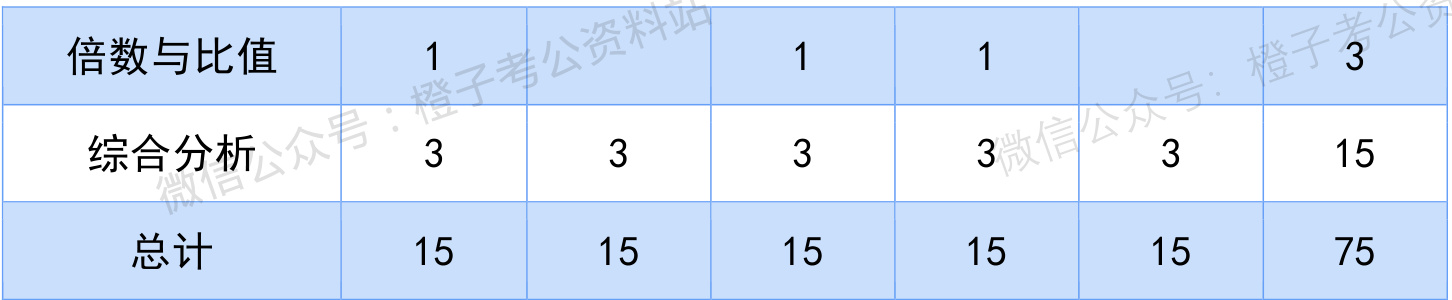 倍数与比值 1 1 1 3
综合分析 3 3 3 3 3 15
总计 15 15 15 15 15 75
微信公众号：橙子考公资料站
微信公众号：橙子考公资